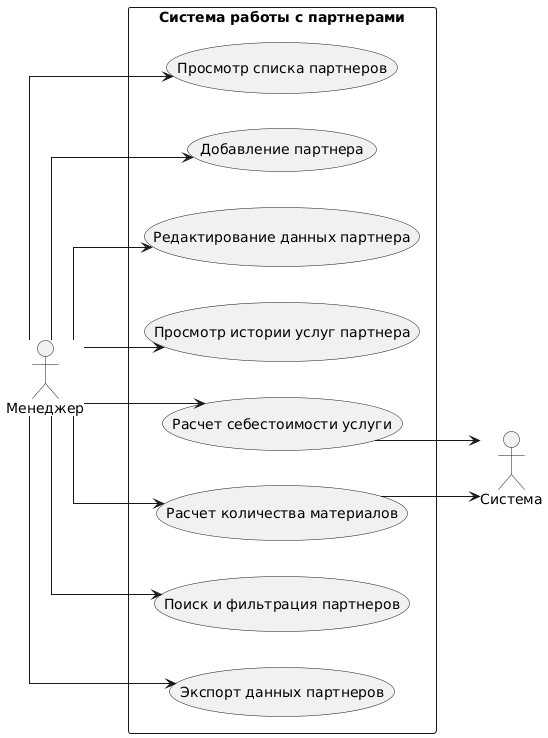 Система работы с партнерами
Просмотр списка партнеров
Добавление партнера
Редактирование данных партнера
Просмотр истории услуг партнера
Менеджер
Расчет себестоимости услуги
Система
Расчет количества материалов
Поиск и фильтрация партнеров
Экспорт данных партнеров